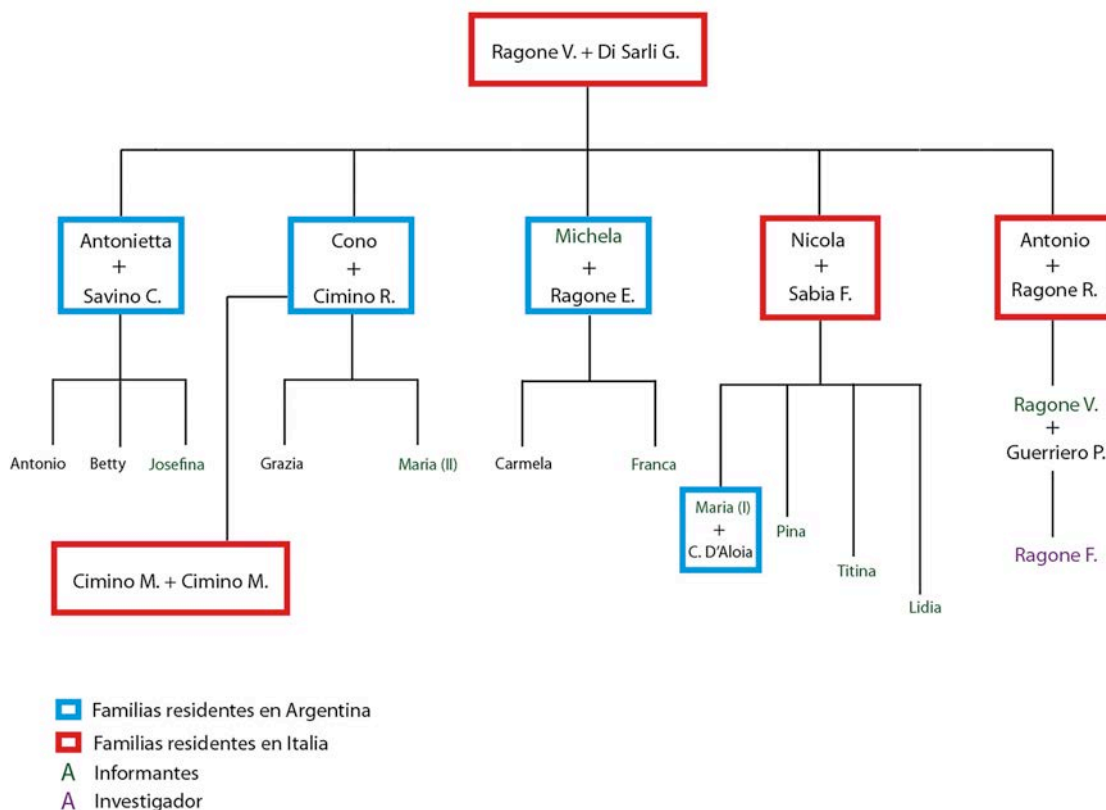 Ragone V. + Di Sarli G.
Antonietta
+
Savino C.
Cono
+
Cimino R.
Michela
+
Ragone E.
Nicola
+
Sabia F.
Antonio
+
Ragone R.
Antonio
Betty
Josefina
Grazia
Maria (II)
Carmela
Franca
Maria (I)
+
C. D'Aloia
Pina
Titina
Lidia
Ragone V.
+
Guerriero P.
Ragone F.
Cimino M. + Cimino M.
Familias residentes en Argentina
Familias residentes en Italia
A Informantes
A Investigador